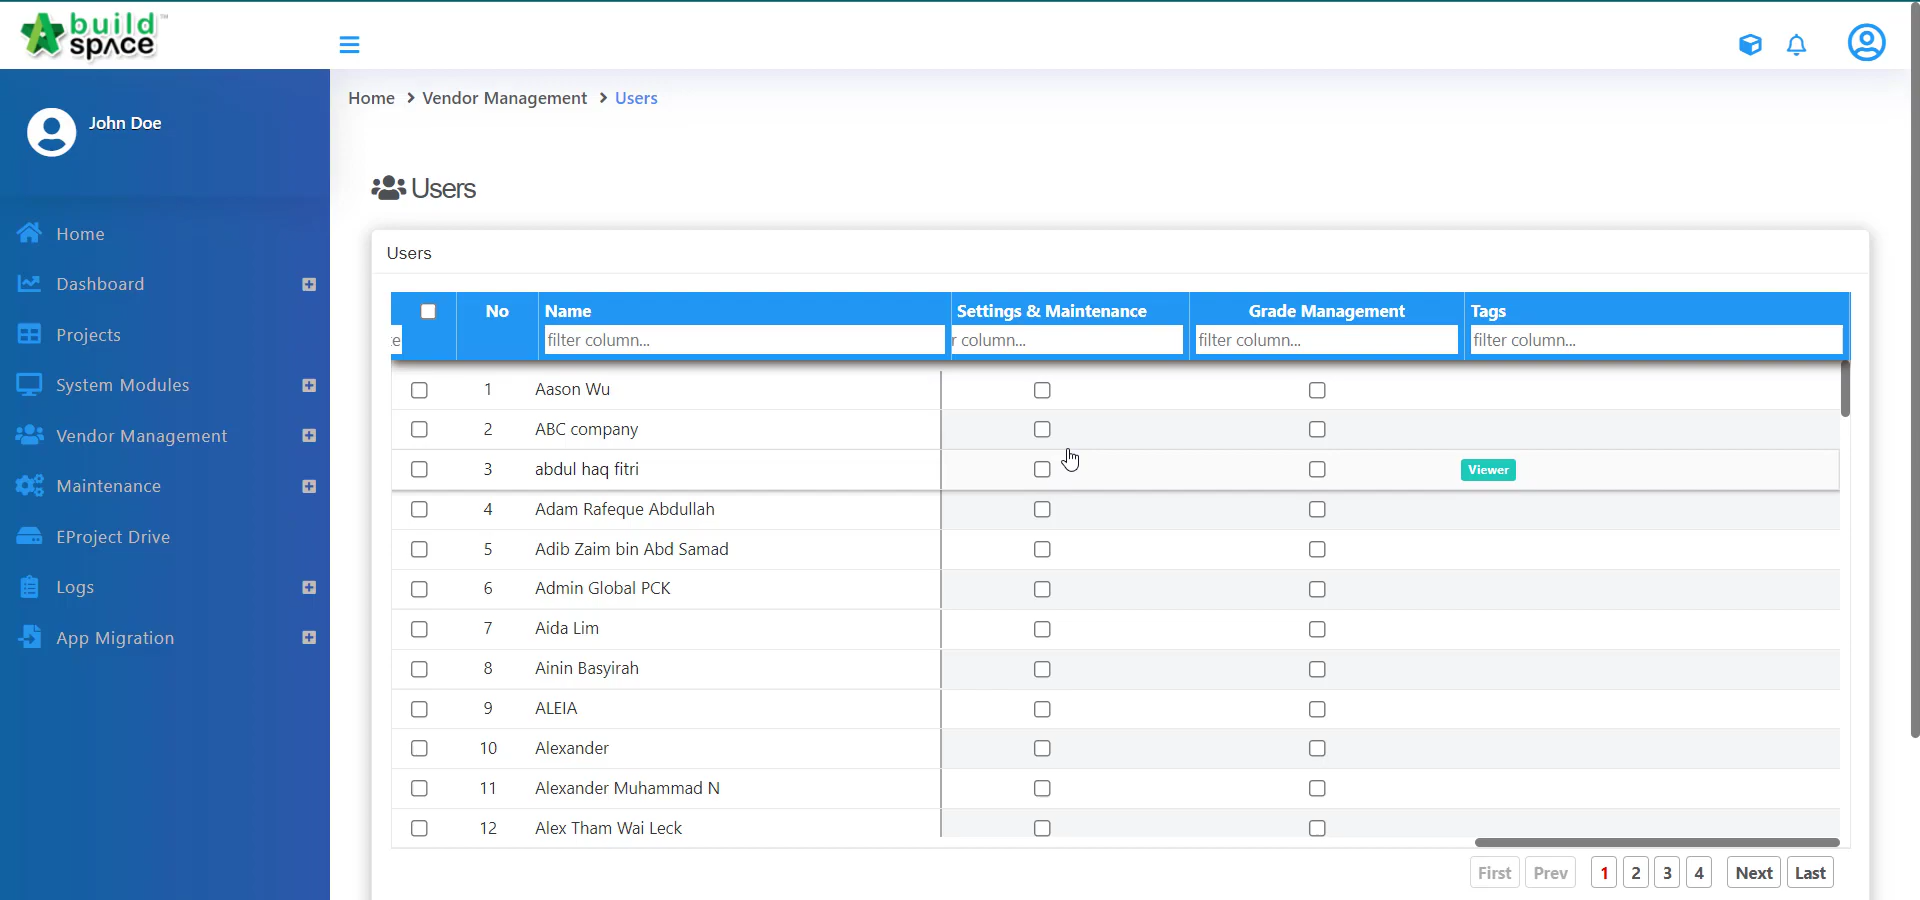 build
space™
Home > Vendor Management > Users
John Doe
Users
Home
Dashboard
Projects
System Modules
Vendor Management
Maintenance
EProject Drive
Logs
App Migration
Users
No Name Settings & Maintenance Grade Management Tags
e filter column... r column... filter column... filter column...
1 Aason Wu
2 ABC company
3 abdul haq fitri Viewer
4 Adam Rafeque Abdullah
5 Adib Zaim bin Abd Samad
6 Admin Global PCK
7 Aida Lim
8 Ainin Basyirah
9 ALEIA
10 Alexander
11 Alexander Muhammad N
12 Alex Tham Wai Leck
First Prev 1 2 3 4 Next Last